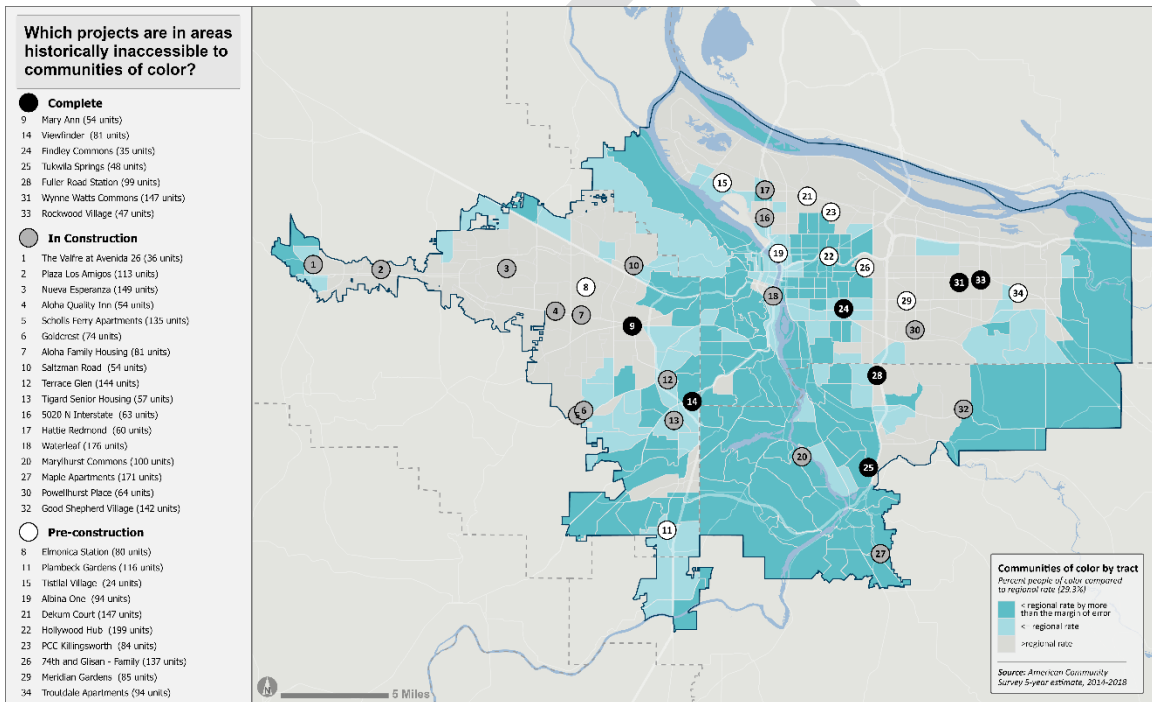 Which projects are in areas
historically inaccessible to
communities of color?
Complete
9 Mary Ann (54 units)
14 Viewfinder (81 units)
24 Findley Commons (35 units)
25 Tukwila Springs (48 units)
28 Fuller Road Station (99 units)
31 Wynne Watts Commons (147 units)
33 Rockwood Village (47 units)
In Construction
1 The Valfre at Avenida 26 (36 units)
2 Plaza Los Amigos (113 units)
3 Nueva Esperanza (149 units)
4 Aloha Quality Inn (54 units)
5 Scholls Ferry Apartments (135 units)
6 Goldcrest (74 units)
7 Aloha Family Housing (81 units)
10 Saltzman Road (54 units)
12 Terrace Glen (144 units)
13 Tigard Senior Housing (57 units)
16 5020 N Interstate (63 units)
17 Hattie Redmond (60 units)
18 Waterleaf (176 units)
20 Marylhurst Commons (100 units)
27 Maple Apartments (171 units)
30 Powellhurst Place (64 units)
32 Good Shepherd Village (142 units)
Pre-construction
8 Elmonica Station (80 units)
11 Plambeck Gardens (116 units)
15 Tistilal Village (24 units)
19 Albina One (94 units)
21 Dekum Court (147 units)
22 Hollywood Hub (199 units)
23 PCC Killingsworth (84 units)
26 74th and Glisan - Family (137 units)
29 Meridian Gardens (85 units)
34 Troutdale Apartments (94 units)
15
17
21
23
16
19
22
26
1
2
3
10
8
31
33
34
18
29
4
7
24
9
30
28
12
14
6
5
32
13
20
25
11
27
N
5 Miles
Communities of color by tract
Percent people of color compared
to regional rate (29.3%)
< regional rate by more
than the margin of error
<= regional rate
>regional rate
Source: American Community
Survey 5-year estimate, 2014-2018